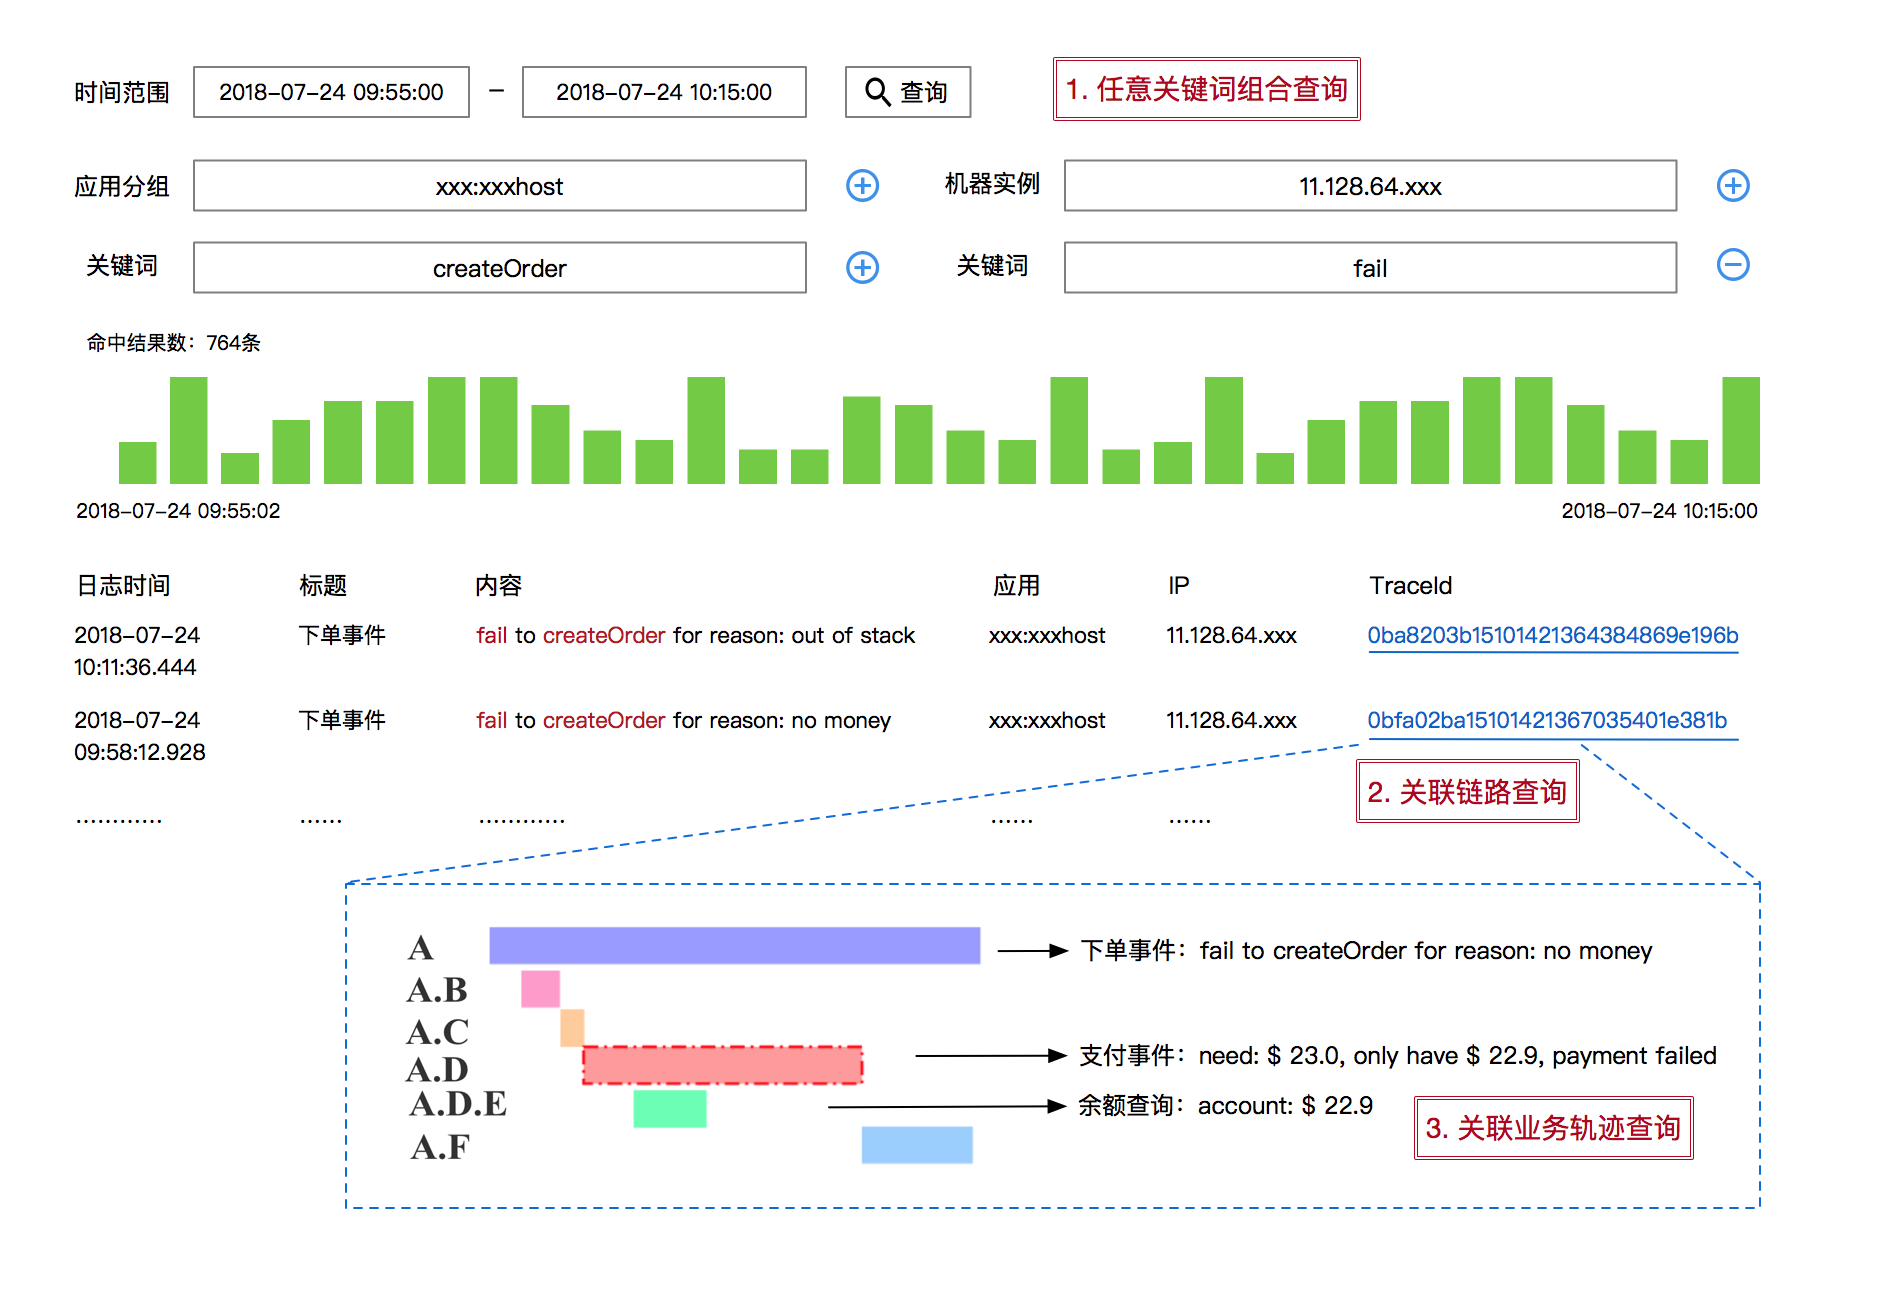 时间范围 2018-07-24 09:55:00 - 2018-07-24 10:15:00 查询 1. 任意关键词组合查询
应用分组 xxx:xxxhost 机器实例 11.128.64.xxx
关键词 createOrder 关键词 fail
命中结果数：764条
2018-07-24 09:55:02 2018-07-24 10:15:00
日志时间 标题 内容 应用 IP TraceId
2018-07-24 下单事件 fail to createOrder for reason: out of stack xxx:xxxhost 11.128.64.xxx 0ba8203b15101421364384869e196b
10:11:36.444
2018-07-24 下单事件 fail to createOrder for reason: no money xxx:xxxhost 11.128.64.xxx 0bfa02ba15101421367035401e381b
09:58:12.928
2. 关联链路查询
............ ...... ............ ...... ......
A 下单事件：fail to createOrder for reason: no money
A.B
A.C
A.D 支付事件：need: $ 23.0, only have $ 22.9, payment failed
A.D.E 余额查询：account: $ 22.9
3. 关联业务轨迹查询
A.F